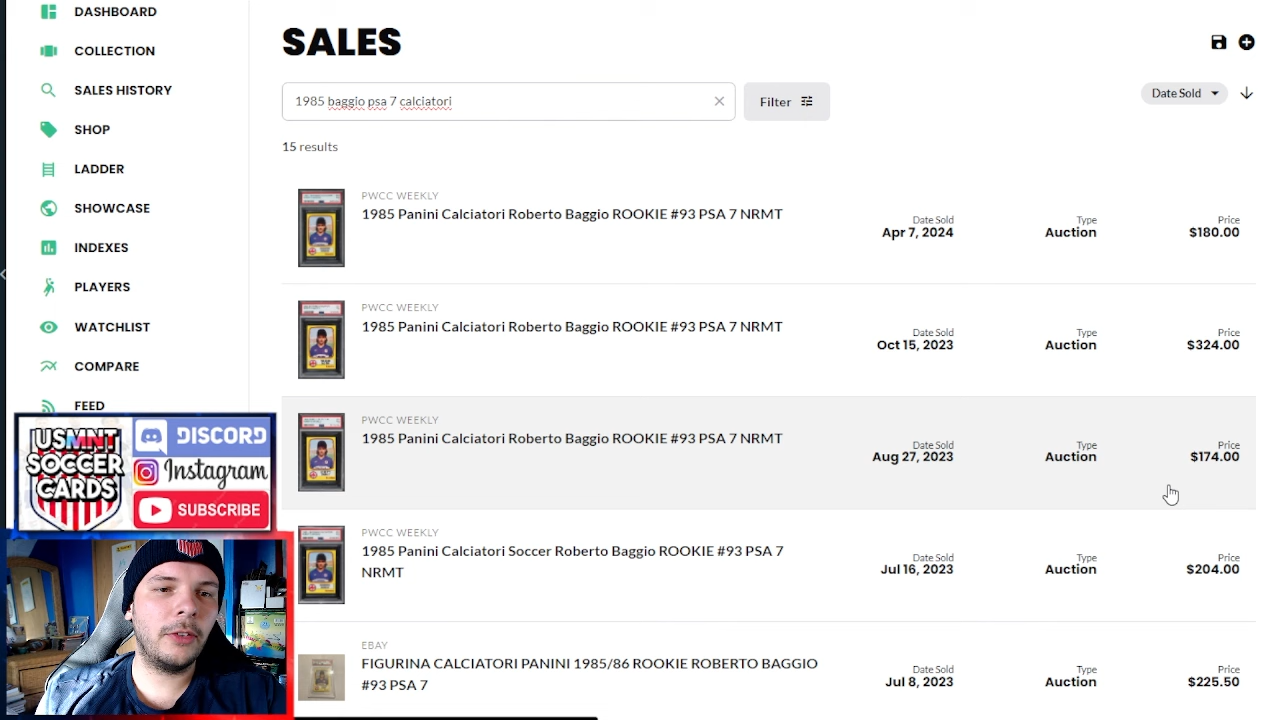 DASHBOARD
COLLECTION
SALES HISTORY
SHOP
LADDER
SHOWCASE
INDEXES
PLAYERS
WATCHLIST
COMPARE
FEED
SALES
1985 baggio psa 7 calciatori
Filter
Date Sold
15 results
PWCC WEEKLY
1985 Panini Calciatori Roberto Baggio ROOKIE #93 PSA 7 NRMT
Date Sold
Apr 7, 2024
Type
Auction
Price
$180.00
PWCC WEEKLY
1985 Panini Calciatori Roberto Baggio ROOKIE #93 PSA 7 NRMT
Date Sold
Oct 15, 2023
Type
Auction
Price
$324.00
PWCC WEEKLY
1985 Panini Calciatori Roberto Baggio ROOKIE #93 PSA 7 NRMT
Date Sold
Aug 27, 2023
Type
Auction
Price
$174.00
PWCC WEEKLY
1985 Panini Calciatori Soccer Roberto Baggio ROOKIE #93 PSA 7
NRMT
Date Sold
Jul 16, 2023
Type
Auction
Price
$204.00
EBAY
FIGURINA CALCIATORI PANINI 1985/86 ROOKIE ROBERTO BAGGIO
#93 PSA 7
Date Sold
Jul 8, 2023
Type
Auction
Price
$225.50
USMNT
SOCCER
CARDS
DISCORD
Instagram
SUBSCRIBE